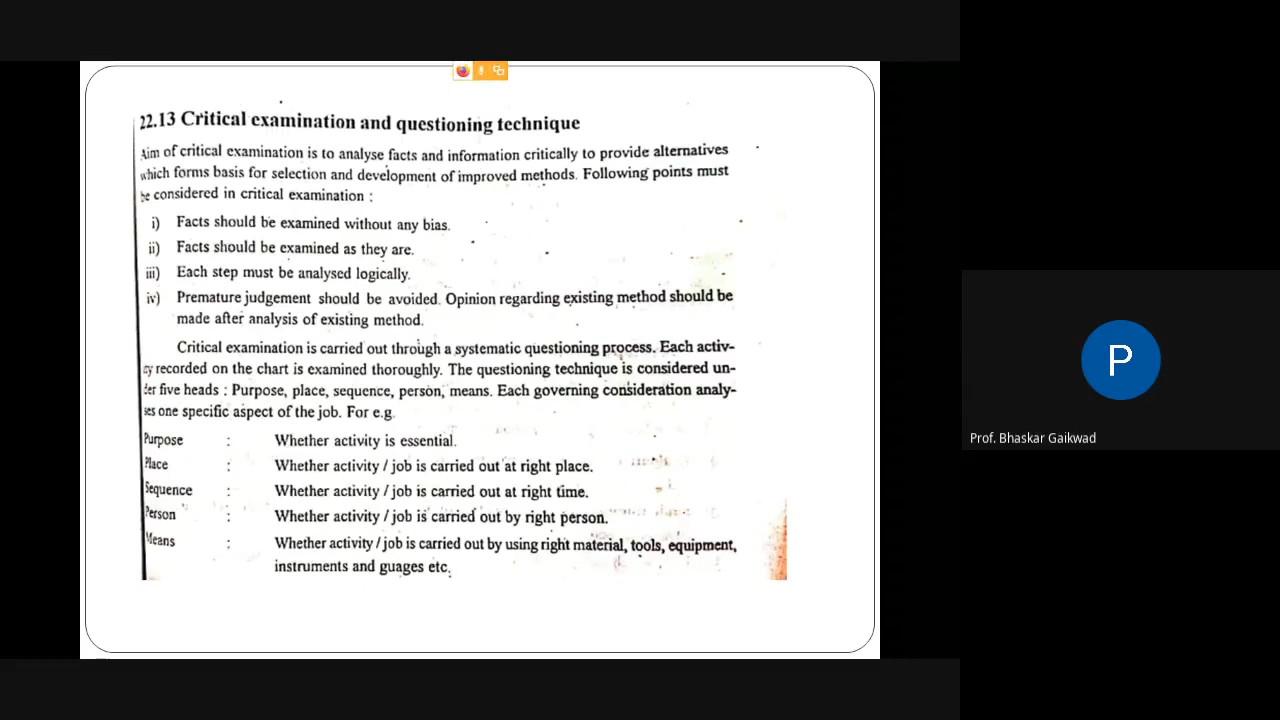 22.13 Critical examination and questioning technique
Aim of critical examination is to analyse facts and information critically to provide alternatives
which forms basis for selection and development of improved methods. Following points must
be considered in critical examination :
i) Facts should be examined without any bias.
ii) Facts should be examined as they are.
iii) Each step must be analysed logically.
iv) Premature judgement should be avoided. Opinion regarding existing method should be
made after analysis of existing method.
Critical examination is carried out through a systematic questioning process. Each activ-
ty recorded on the chart is examined thoroughly. The questioning technique is considered un-
der five heads : Purpose, place, sequence, person, means. Each governing consideration analy-
ses one specific aspect of the job. For e.g.
Purpose : Whether activity is essential.
Place : Whether activity / job is carried out at right place.
Sequence : Whether activity / job is carried out at right time.
Person : Whether activity / job is carried out by right person.
Means : Whether activity / job is carried out by using right material, tools, equipment,
instruments and guages etc.
P
Prof. Bhaskar Gaikwad